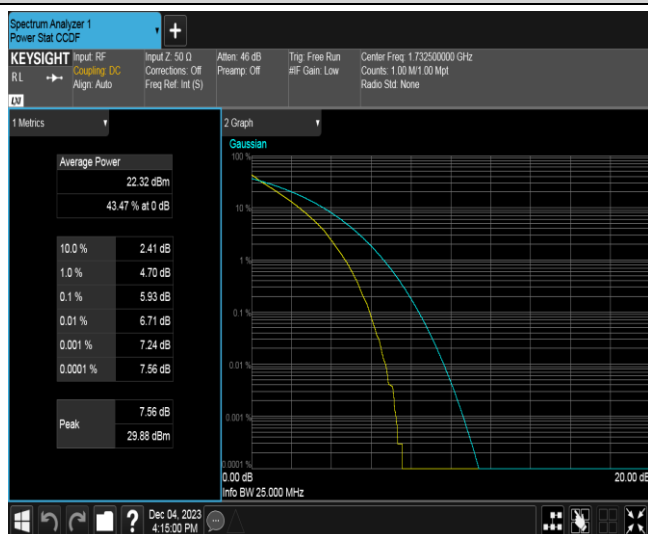 Spectrum Analyzer 1
Power Stat CCDF
+
KEYSIGHT
R L
LXI
Input: RF
Coupling: DC
Align: Auto
Input Z: 50 Ω
Corrections: Off
Freq Ref: Int (S)
Atten: 46 dB
Preamp: Off
Trig: Free Run
#IF Gain: Low
Center Freq: 1.732500000 GHz
Counts: 1.00 M/1.00 Mpt
Radio Std: None
1 Metrics
Average Power
22.32 dBm
43.47 % at 0 dB
10.0 % 2.41 dB
1.0 % 4.70 dB
0.1 % 5.93 dB
0.01 % 6.71 dB
0.001 % 7.24 dB
0.0001 % 7.56 dB
Peak
7.56 dB
29.88 dBm
2 Graph
Gaussian
100 %
10 %
1 %
0.1 %
0.01 %
0.001 %
0.0001 %
0.00 dB
20.00 dB
Info BW 25.000 MHz
?
Dec 04, 2023
4:15:00 PM